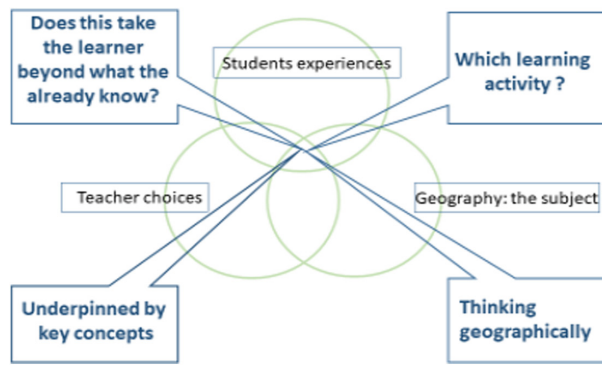 Does this take
the learner
beyond what the
already know?
Students experiences
Which learning
activity ?
Teacher choices
Geography: the subject
Underpinned by
key concepts
Thinking
geographically